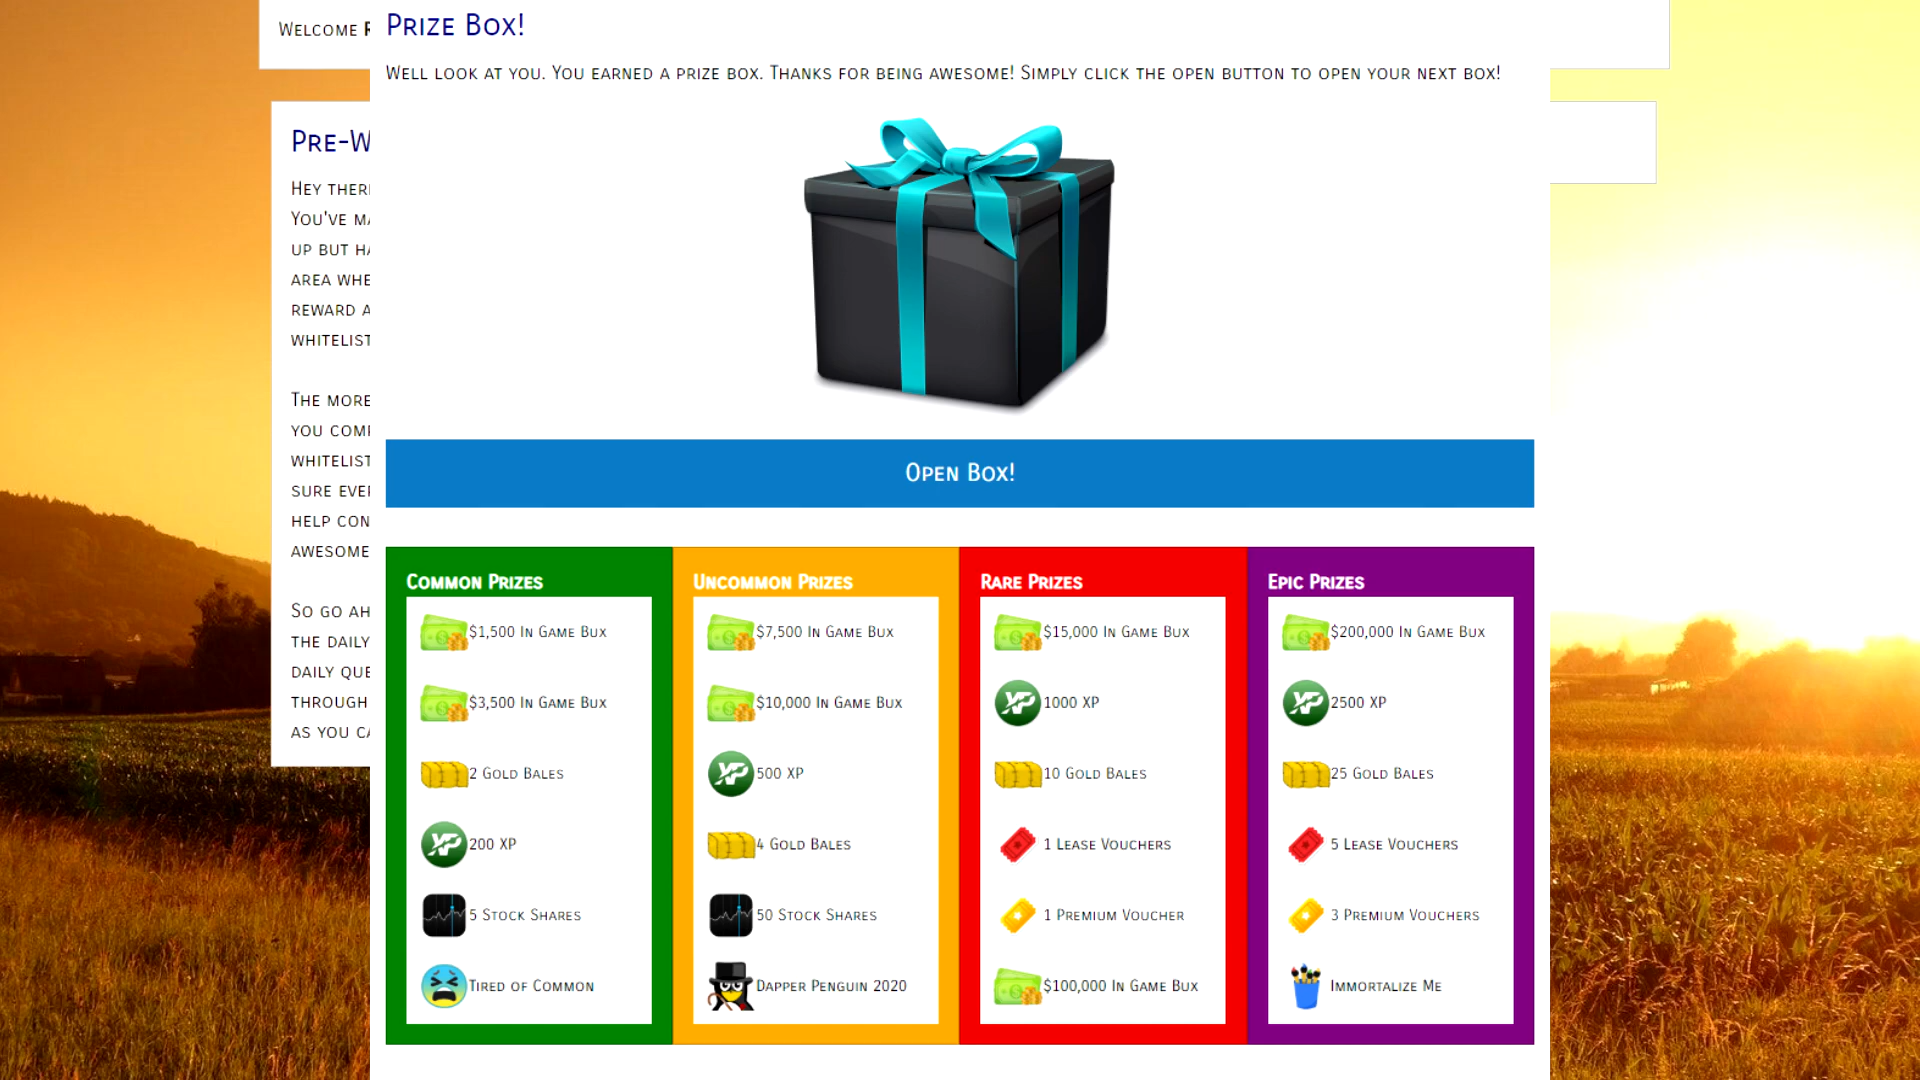 Welcome
Prize Box!
Well look at you. You earned a prize box. Thanks for being awesome! Simply click the open button to open your next box!
Pre-W
Hey
You've
up but
area
reward
whitelist
The more
you
whitelist
sure
help
awesome
So go
the daily
daily
through
as you
Open Box!
Common Prizes
$1,500 In Game Bux
$3,500 In Game Bux
2 Gold Bales
200 XP
5 Stock Shares
Tired of Common
Uncommon Prizes
$7,500 In Game Bux
$10,000 In Game Bux
500 XP
4 Gold Bales
50 Stock Shares
Dapper Penguin 2020
Rare Prizes
$15,000 In Game Bux
1000 XP
10 Gold Bales
1 Lease Vouchers
1 Premium Voucher
$100,000 In Game Bux
Epic Prizes
$200,000 In Game Bux
2500 XP
25 Gold Bales
5 Lease Vouchers
3 Premium Vouchers
Immortalize Me